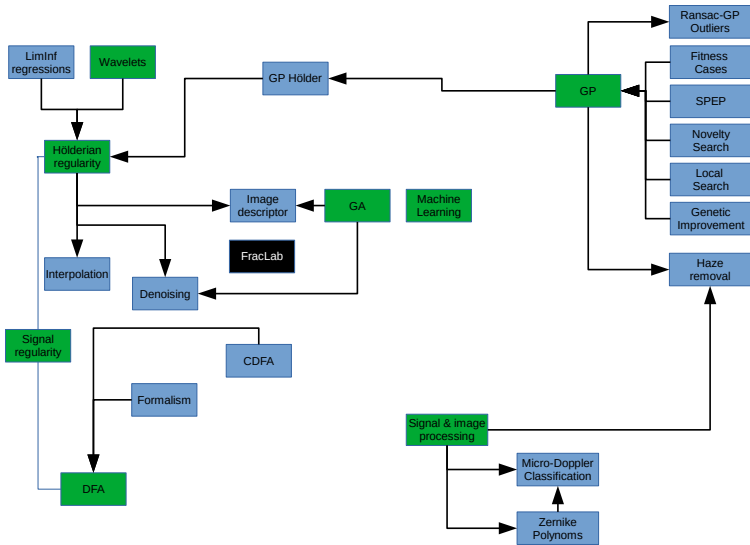 Ransac-GP
Outliers
LimInf
regressions
Wavelets
GP Hölder
Fitness
Cases
GP
SPEP
Novelty
Search
Hölderian
regularity
Local
Search
Image
descriptor
GA
Machine
Learning
Genetic
Improvement
FracLab
Interpolation
Haze
removal
Denoising
Signal
regularity
CDFA
Formalism
Signal & image
processing
Micro-Doppler
Classification
DFA
Zernike
Polynoms